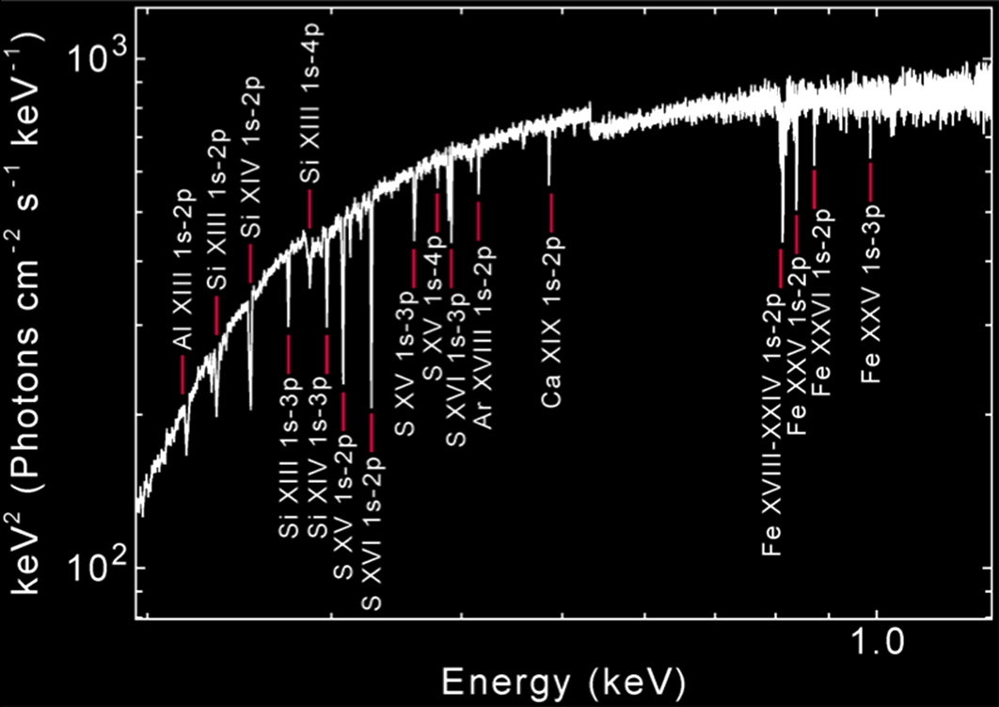 keV² (Photons cm⁻² s⁻¹ keV⁻¹)
10³
10²
Al XIII 1s-2p
Si XIII 1s-2p
Si XIV 1s-2p
Si XIII 1s-4p
Si XIII 1s-3p
Si XIV 1s-3p
S XV 1s-2p
S XVI 1s-2p
S XV 1s-3p
S XV 1s-4p
S XVI 1s-3p
Ar XVIII 1s-2p
Ca XIX 1s-2p
Fe XVIII-XXIV 1s-2p
Fe XXV 1s-2p
Fe XXVI 1s-2p
Fe XXV 1s-3p
1.0
Energy (keV)